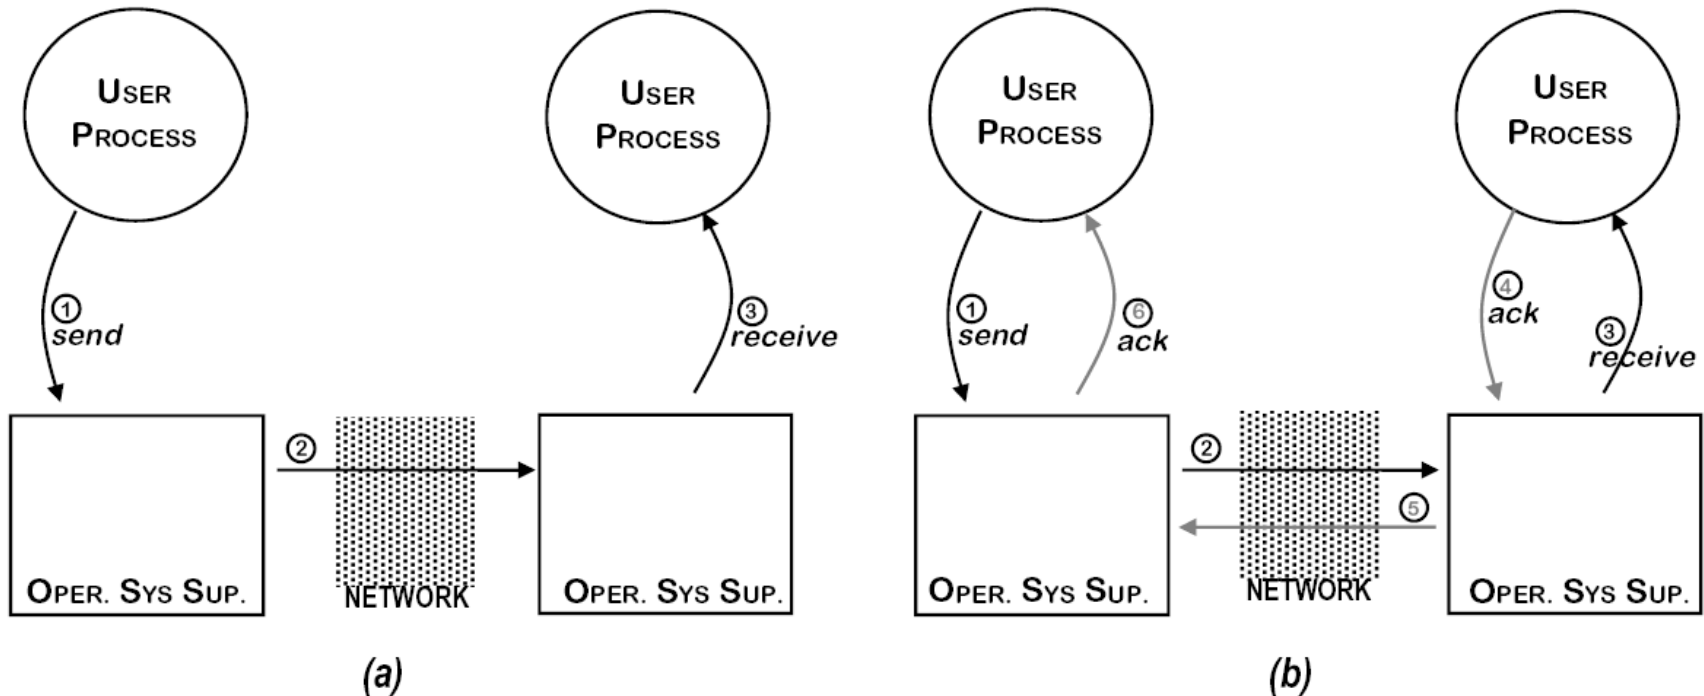 USER
PROCESS
USER
PROCESS
1
send
3
receive
2
OPER. SYS SUP.
NETWORK
OPER. SYS SUP.
(a)
USER
PROCESS
USER
PROCESS
1
send
6
ack
4
ack
3
receive
2
5
OPER. SYS SUP.
NETWORK
OPER. SYS SUP.
(b)